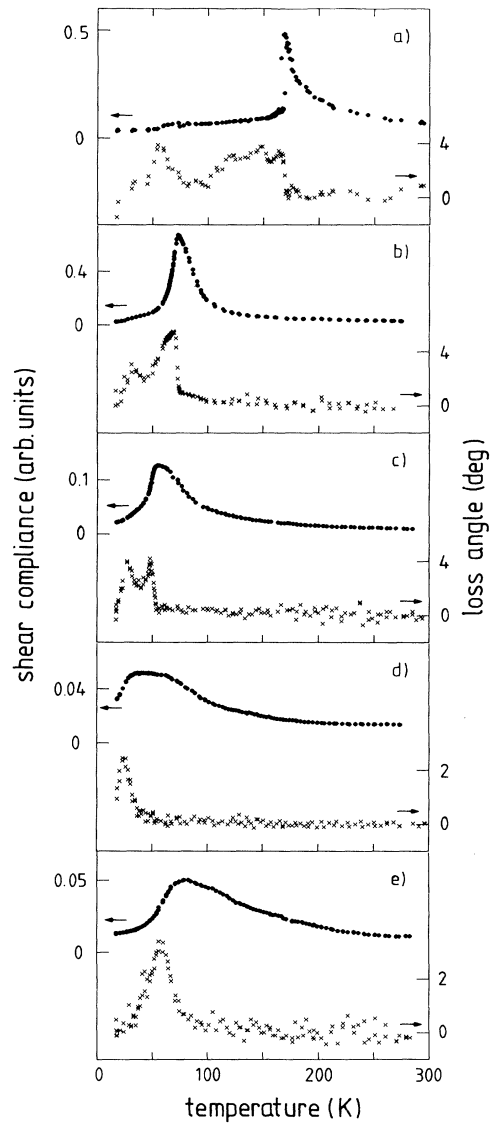 0.5
a)
0
4
0
b)
0.4
0
4
0
c)
0.1
0
4
0
d)
0.04
0
2
0
e)
0.05
0
2
0
0 100 200 300
temperature (K)
shear compliance (arb. units)
loss angle (deg)